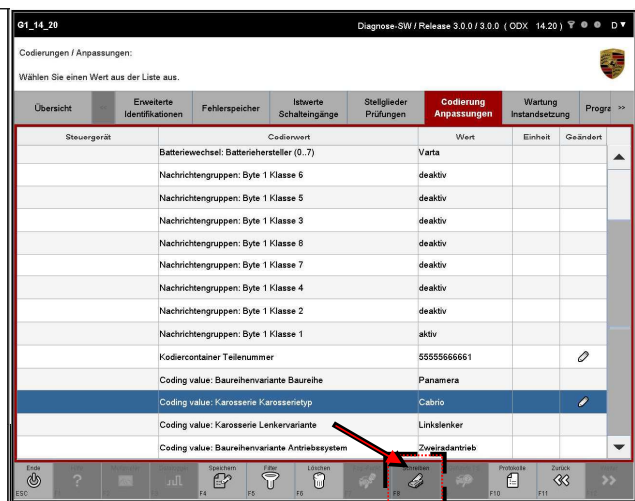 G1_14_20 Diagnose-SW / Release 3.0.0 / 3.0.0 ( ODX 14.20 ) D
Codierungen / Anpassungen:
Wählen Sie einen Wert aus der Liste aus.
Übersicht >> Erweiterte Identifikationen Fehlerspeicher Istwerte Schalteingänge Stellglieder Prüfungen Codierung Anpassungen Wartung Instandsetzung Progra >>
Steuergerät Codierwert Wert Einheit Geändert
Batteriewechsel: Batteriehersteller (0..7) Varta
Nachrichtengruppen: Byte 1 Klasse 6 deaktiv
Nachrichtengruppen: Byte 1 Klasse 5 deaktiv
Nachrichtengruppen: Byte 1 Klasse 3 deaktiv
Nachrichtengruppen: Byte 1 Klasse 8 deaktiv
Nachrichtengruppen: Byte 1 Klasse 7 deaktiv
Nachrichtengruppen: Byte 1 Klasse 4 deaktiv
Nachrichtengruppen: Byte 1 Klasse 2 deaktiv
Nachrichtengruppen: Byte 1 Klasse 1 aktiv
Kodiercontainer Teilenummer 55555666661
Coding value: Baureihenvariante Baureihe Panamera
Coding value: Karosserie Karosserietyp Cabrio
Coding value: Karosserie Lenkervariante Linkslenker
Coding value: Baureihenvariante Antriebssystem Zweiradantrieb
Ende Speichern Filter Löschen Schreiben Protokolle Zurück
ESC F4 F5 F6 F8 F10 F11